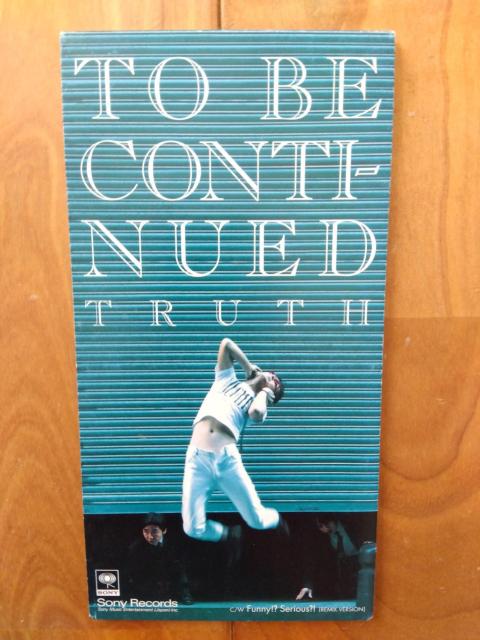 TO BE
CONTI-
NUED
TRUTH
SONY
Sony Records
Sony Music Entertainment (Japan) Inc.
C/W Funny!? Serious?! [REMIX VERSION]